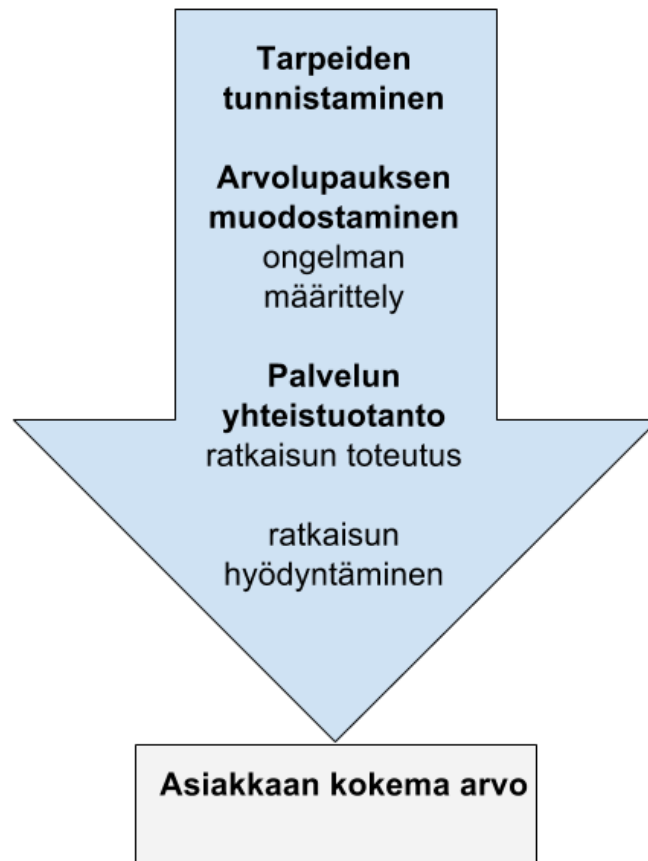 Tarpeiden
tunnistaminen
Arvolupauksen
muodostaminen
ongelman
määrittely
Palvelun
yhteistuotanto
ratkaisun toteutus
ratkaisun
hyödyntäminen
Asiakkaan kokema arvo